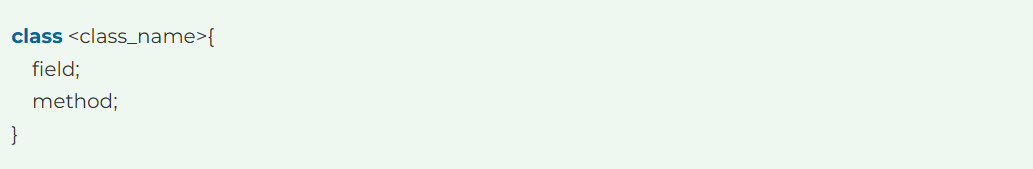 class <class_name>{
field;
method;
}